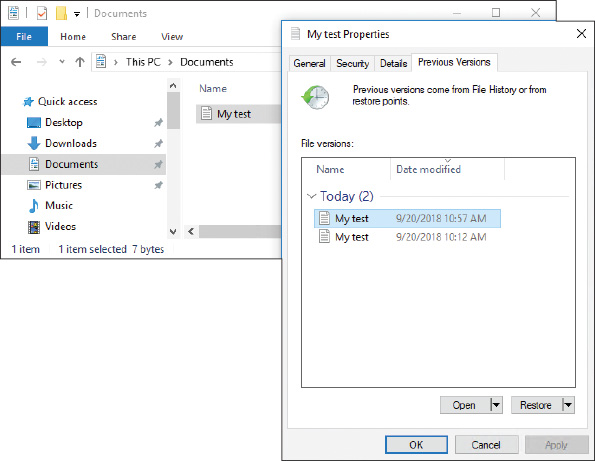 Documents
File
Home
Share
View
This PC
Documents
Quick access
Desktop
Downloads
Documents
Pictures
Music
Videos
Name
My test
1 item
1 item selected 7 bytes
My test Properties
General
Security
Details
Previous Versions
Previous versions come from File History or from
restore points.
File versions:
Name
Date modified
Today (2)
My test
9/20/2018 10:57 AM
My test
9/20/2018 10:12 AM
Open
Restore
OK
Cancel
Apply